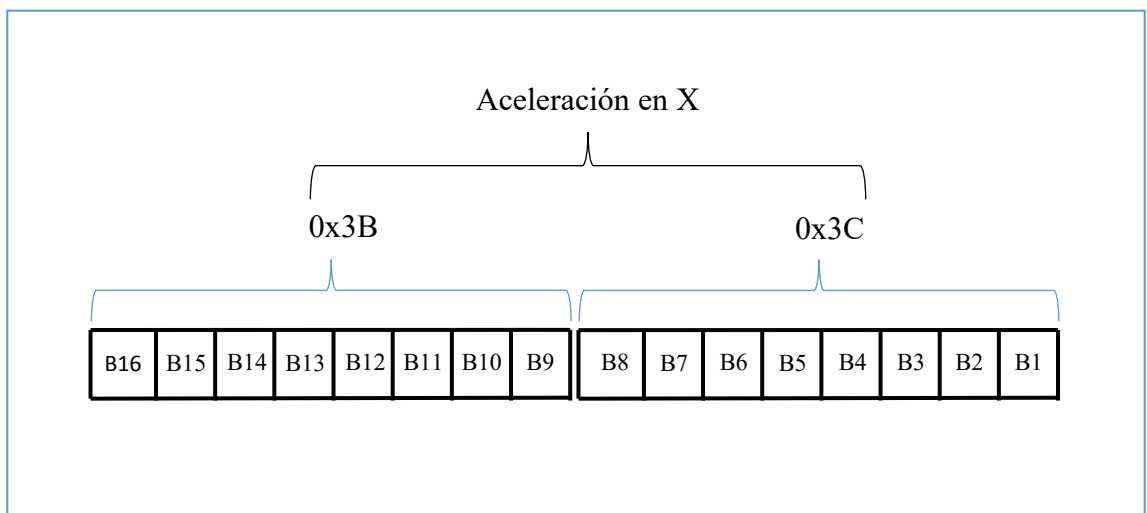 Aceleración en X
0x3B 0x3C
B16 B15 B14 B13 B12 B11 B10 B9 B8 B7 B6 B5 B4 B3 B2 B1